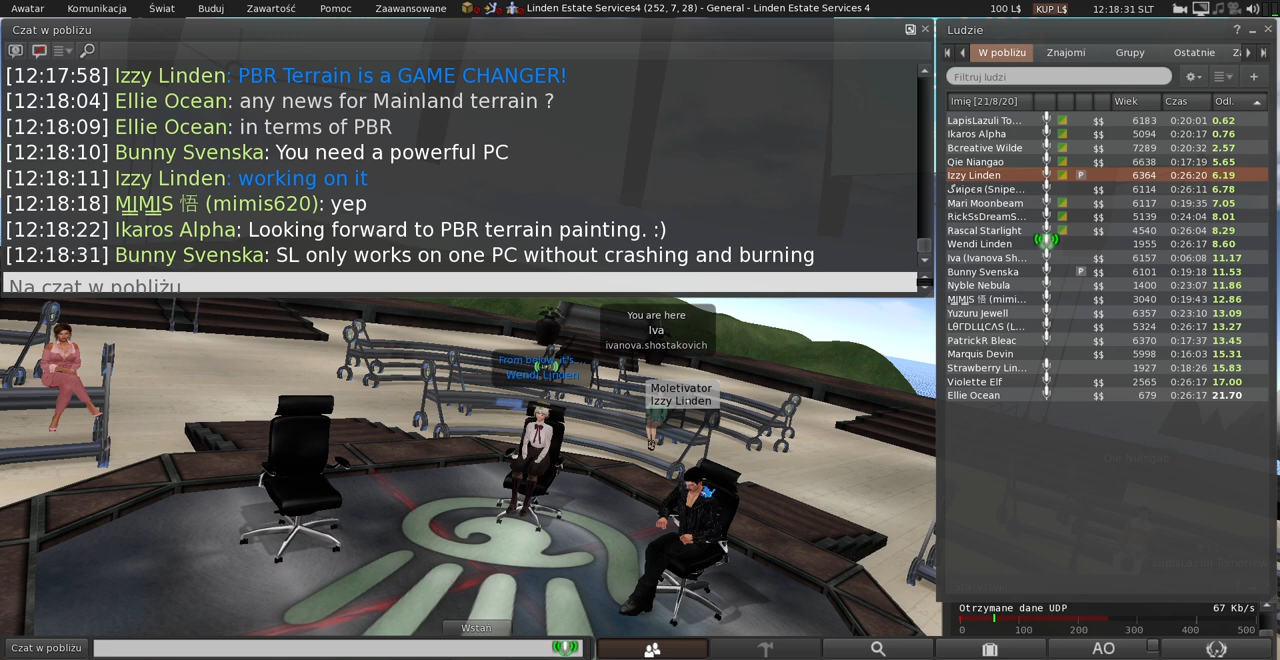 Awatar Komunikacja Świat Buduj Zawartość Pomoc Zaawansowane Linden Estate Services4 (252, 7, 28) - General - Linden Estate Services 4 100 L$ KUP L$ 12:18:31 SLT
Czat w pobliżu
[12:17:58] Izzy Linden: PBR Terrain is a GAME CHANGER!
[12:18:04] Ellie Ocean: any news for Mainland terrain ?
[12:18:09] Ellie Ocean: in terms of PBR
[12:18:10] Bunny Svenska: You need a powerful PC
[12:18:11] Izzy Linden: working on it
[12:18:18] M̲I̲M̲I̲S 悟 (mimis620): yep
[12:18:22] Ikaros Alpha: Looking forward to PBR terrain painting. :)
[12:18:31] Bunny Svenska: SL only works on one PC without crashing and burning
Na czat w pobliżu
Ludzie
W pobliżu Znajomi Grupy Ostatnie
Filtruj ludzi
Imię [21/8/20] Wiek Czas Odl.
LapisLazuli To... $$ 6183 0:20:01 0.62
Ikaros Alpha $$ 5094 0:20:17 0.76
Bcreative Wilde $$ 7289 0:20:32 2.57
Qie Niangao $$ 6638 0:17:19 5.65
Izzy Linden P 6364 0:26:20 6.19
(Snipe... $$ 6114 0:26:11 6.78
Mari Moonbeam $$ 6117 0:19:35 7.05
RickSsDreamS... $$ 5139 0:24:04 8.01
Rascal Starlight $$ 4540 0:26:04 8.29
Wendi Linden 1955 0:26:17 8.60
Iva (Ivanova Sh... $$ 6157 0:06:08 11.17
Bunny Svenska P $$ 6101 0:19:18 11.53
Nyble Nebula $$ 1400 0:23:07 11.86
M̲I̲M̲I̲S 悟 (mimi... $$ 3040 0:19:43 12.86
Yuzuru Jewell $$ 6357 0:23:10 13.09
(L... $$ 5324 0:26:17 13.27
PatrickR Bleac $$ 6370 0:17:37 13.45
Marquis Devin $$ 5998 0:16:03 15.31
Strawberry Lin... 1927 0:18:26 15.83
Violette Elf $$ 2565 0:26:17 17.00
Ellie Ocean $$ 679 0:26:17 21.70
Qie Niangao
You are here
Iva
ivanova.shostakovich
From below, it's...
Wendi Linden
Moletivator
Izzy Linden
Wstań
Otrzymane dane UDP 67 Kb/s
0 100 200 300 400 500
Czat w pobliżu
AO